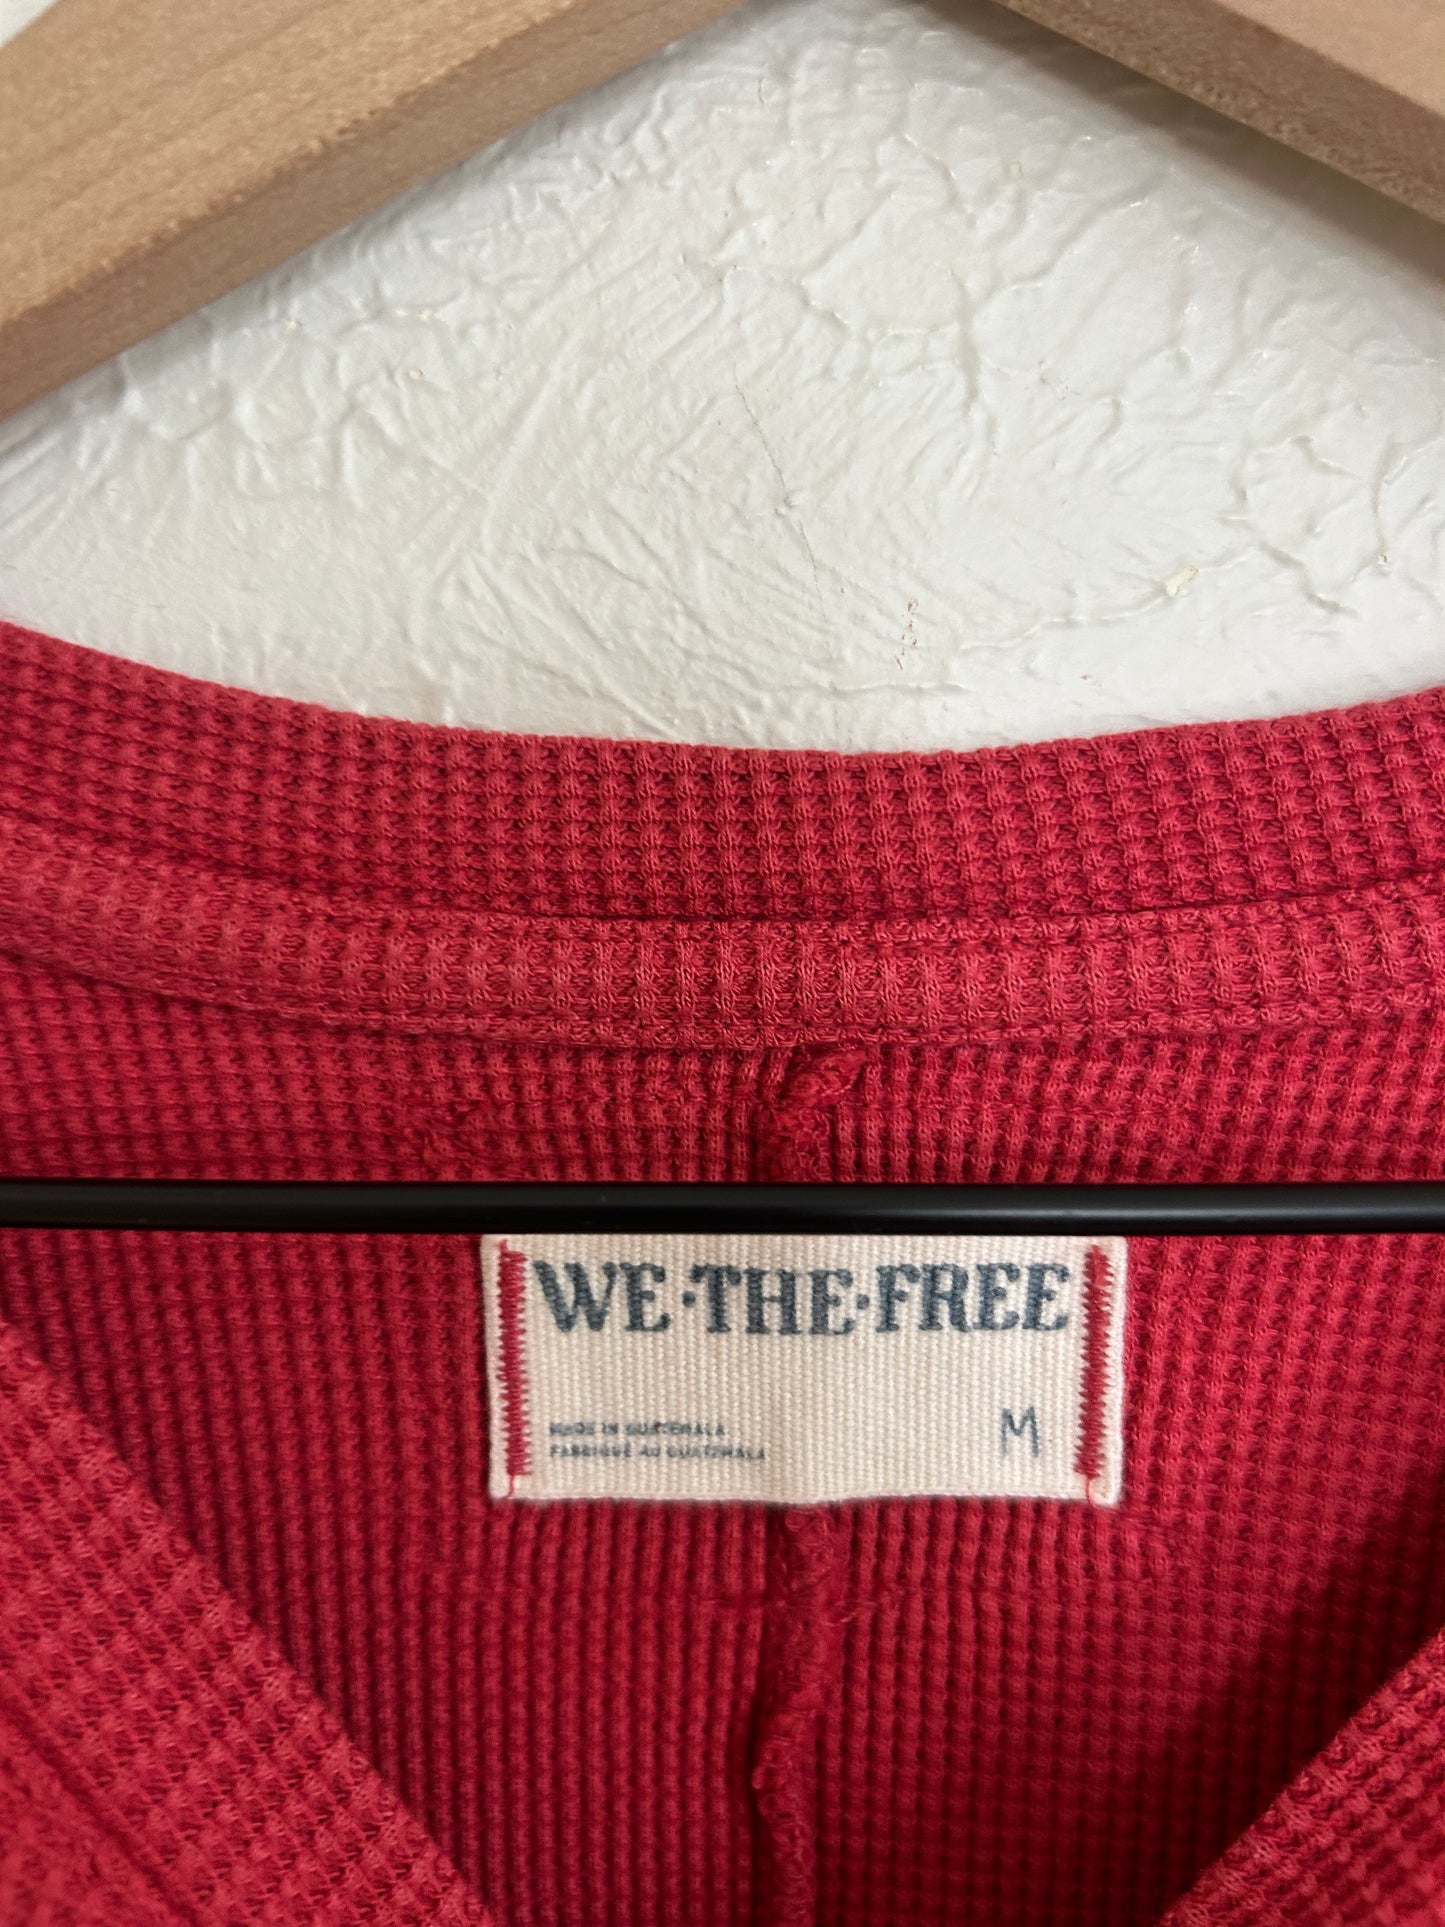 WE·THE·FREE
MADE IN GUATEMALA
FABRIQUÉ AU GUATEMALA
M